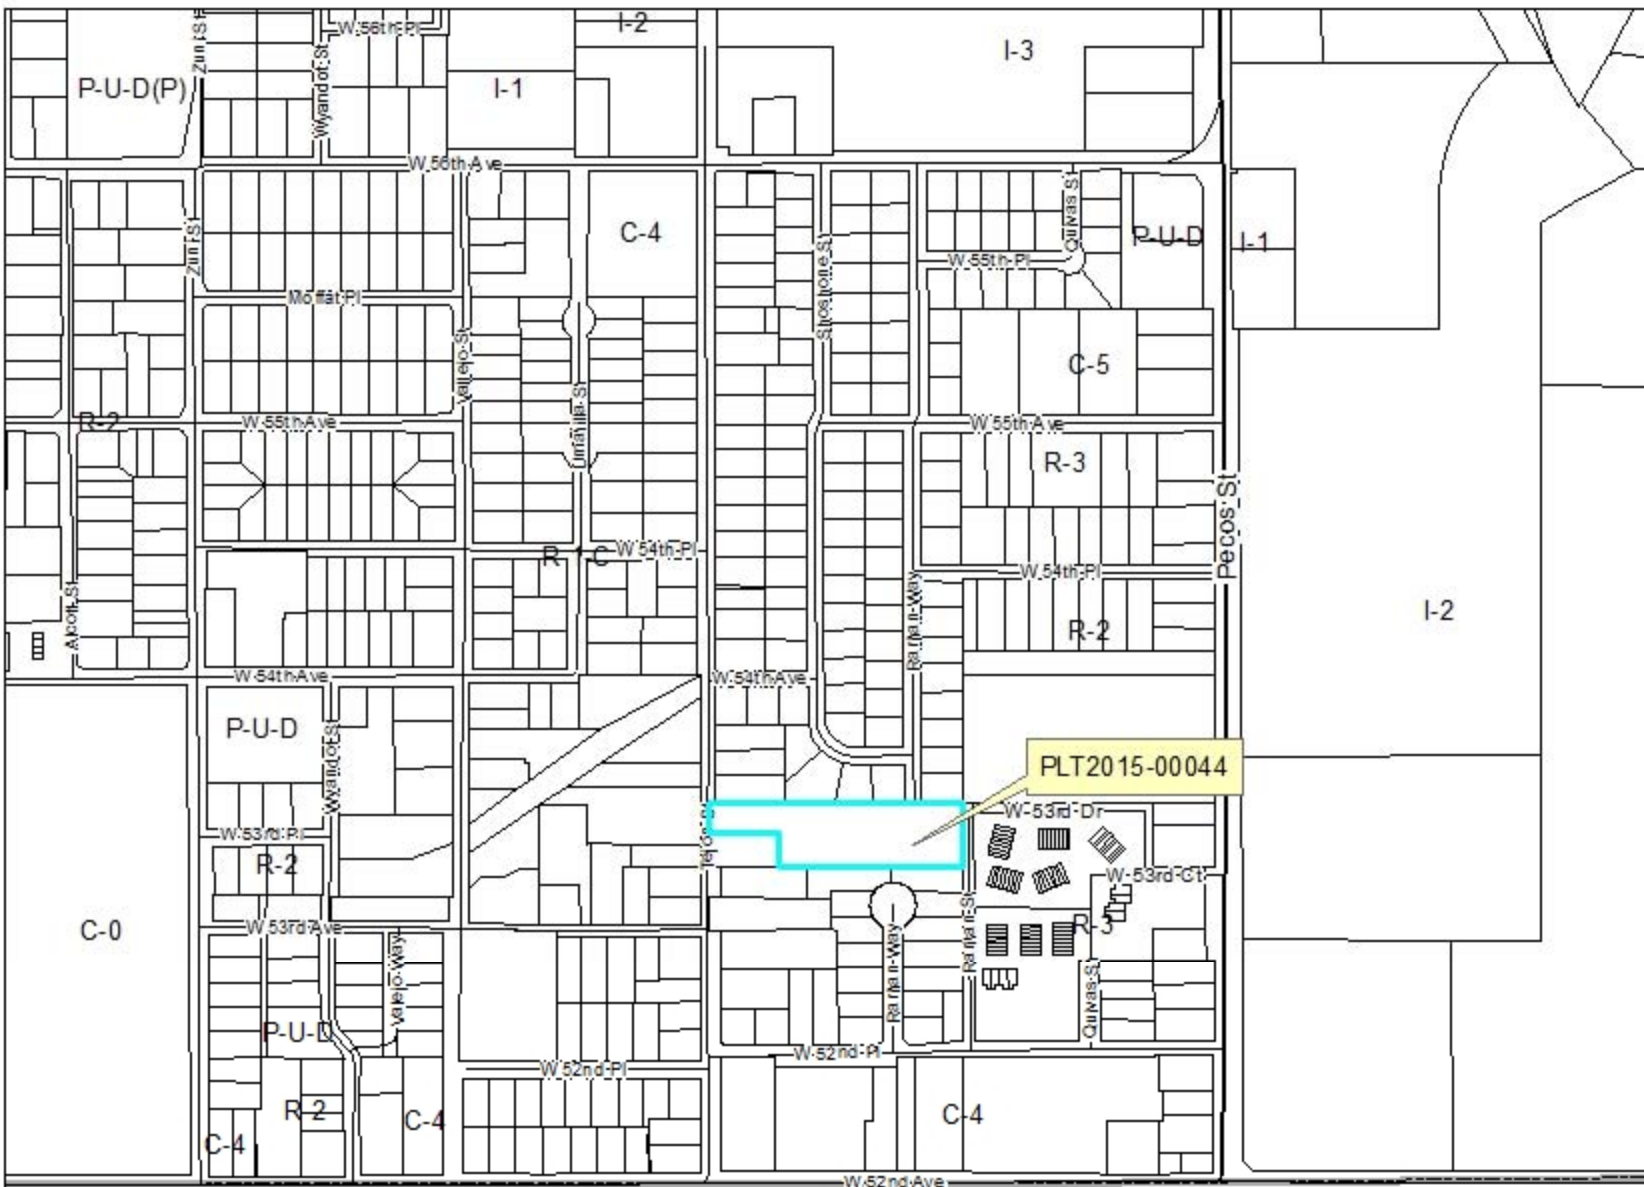 W 56th Pl
I-2
I-3
Zuni St
P-U-D(P)
Wyandot St
I-1
W 56th Ave
C-4
Quivas St
P-U-D
I-1
Zuni St
Shoshone St
W 55th Pl
Moffat Pl
Vallejo St
C-5
Umatilla St
R-2
W 55th Ave
W 55th Ave
R-3
Pecos St
R-1-C
W 54th Pl
W 54th Pl
Alcott St
Raritan Way
R-2
I-2
W 54th Ave
W 54th Ave
P-U-D
Wyandot St
PLT2015-00044
W 53rd Pl
Tejon St
W 53rd Dr
R-2
W 53rd Ct
C-0
W 53rd Ave
Raritan St
R-3
Vallejo Way
Raritan Way
Quivas St
P-U-D
W 52nd Pl
W 52nd Pl
R-2
C-4
C-4
C-4
W 52nd Ave